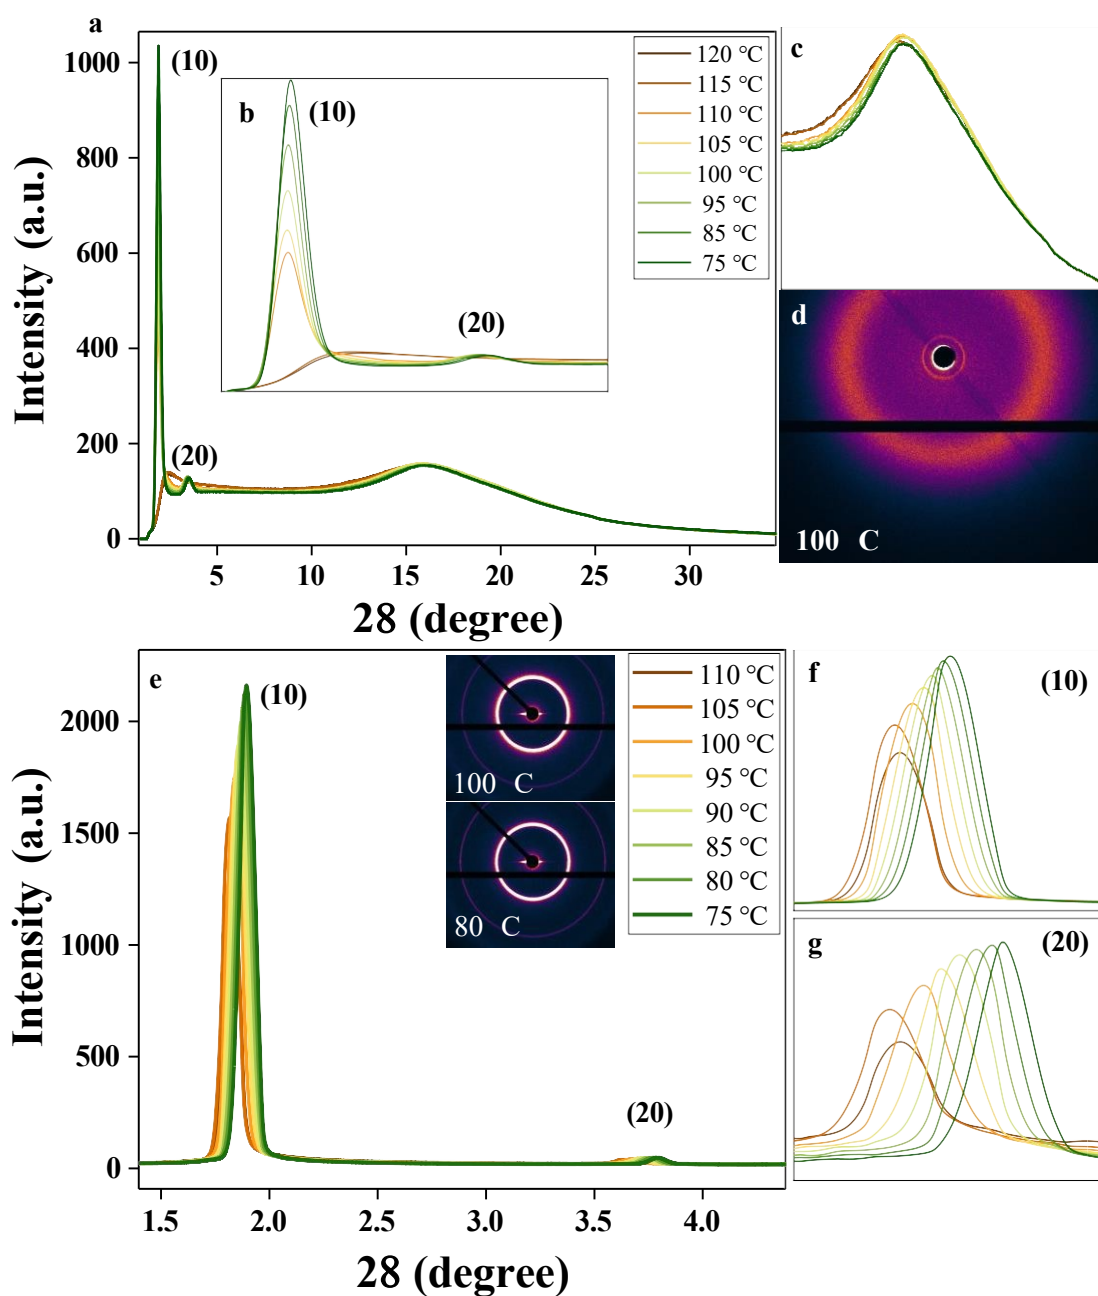 a
(10)
b
(10)
(20)
(20)
120 °C
115 °C
110 °C
105 °C
100 °C
95 °C
85 °C
75 °C
1000
800
600
400
200
0
Intensity (a.u.)
5
10
15
20
25
30
28 (degree)
c
d
100 C
e
(10)
100 C
80 C
110 °C
105 °C
100 °C
95 °C
90 °C
85 °C
80 °C
75 °C
(20)
2000
1500
1000
500
0
Intensity (a.u.)
1.5
2.0
2.5
3.0
3.5
4.0
28 (degree)
f
(10)
g
(20)